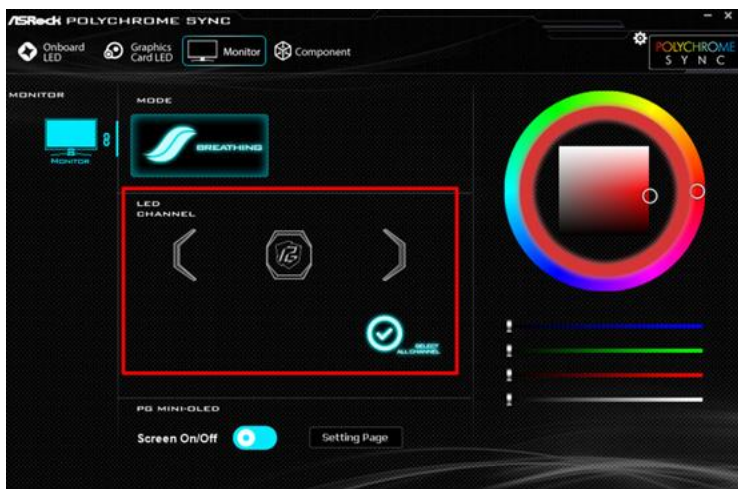 ASRock POLYCHROME SYNC
Onboard
LED
Graphics
Card LED
Monitor
Component
POLYCHROME
SYNC
MONITOR
MONITOR
MODE
BREATHING
LED
CHANNEL
SELECT
ALL CHANNEL
PG MINI-OLED
Screen On/Off
Setting Page